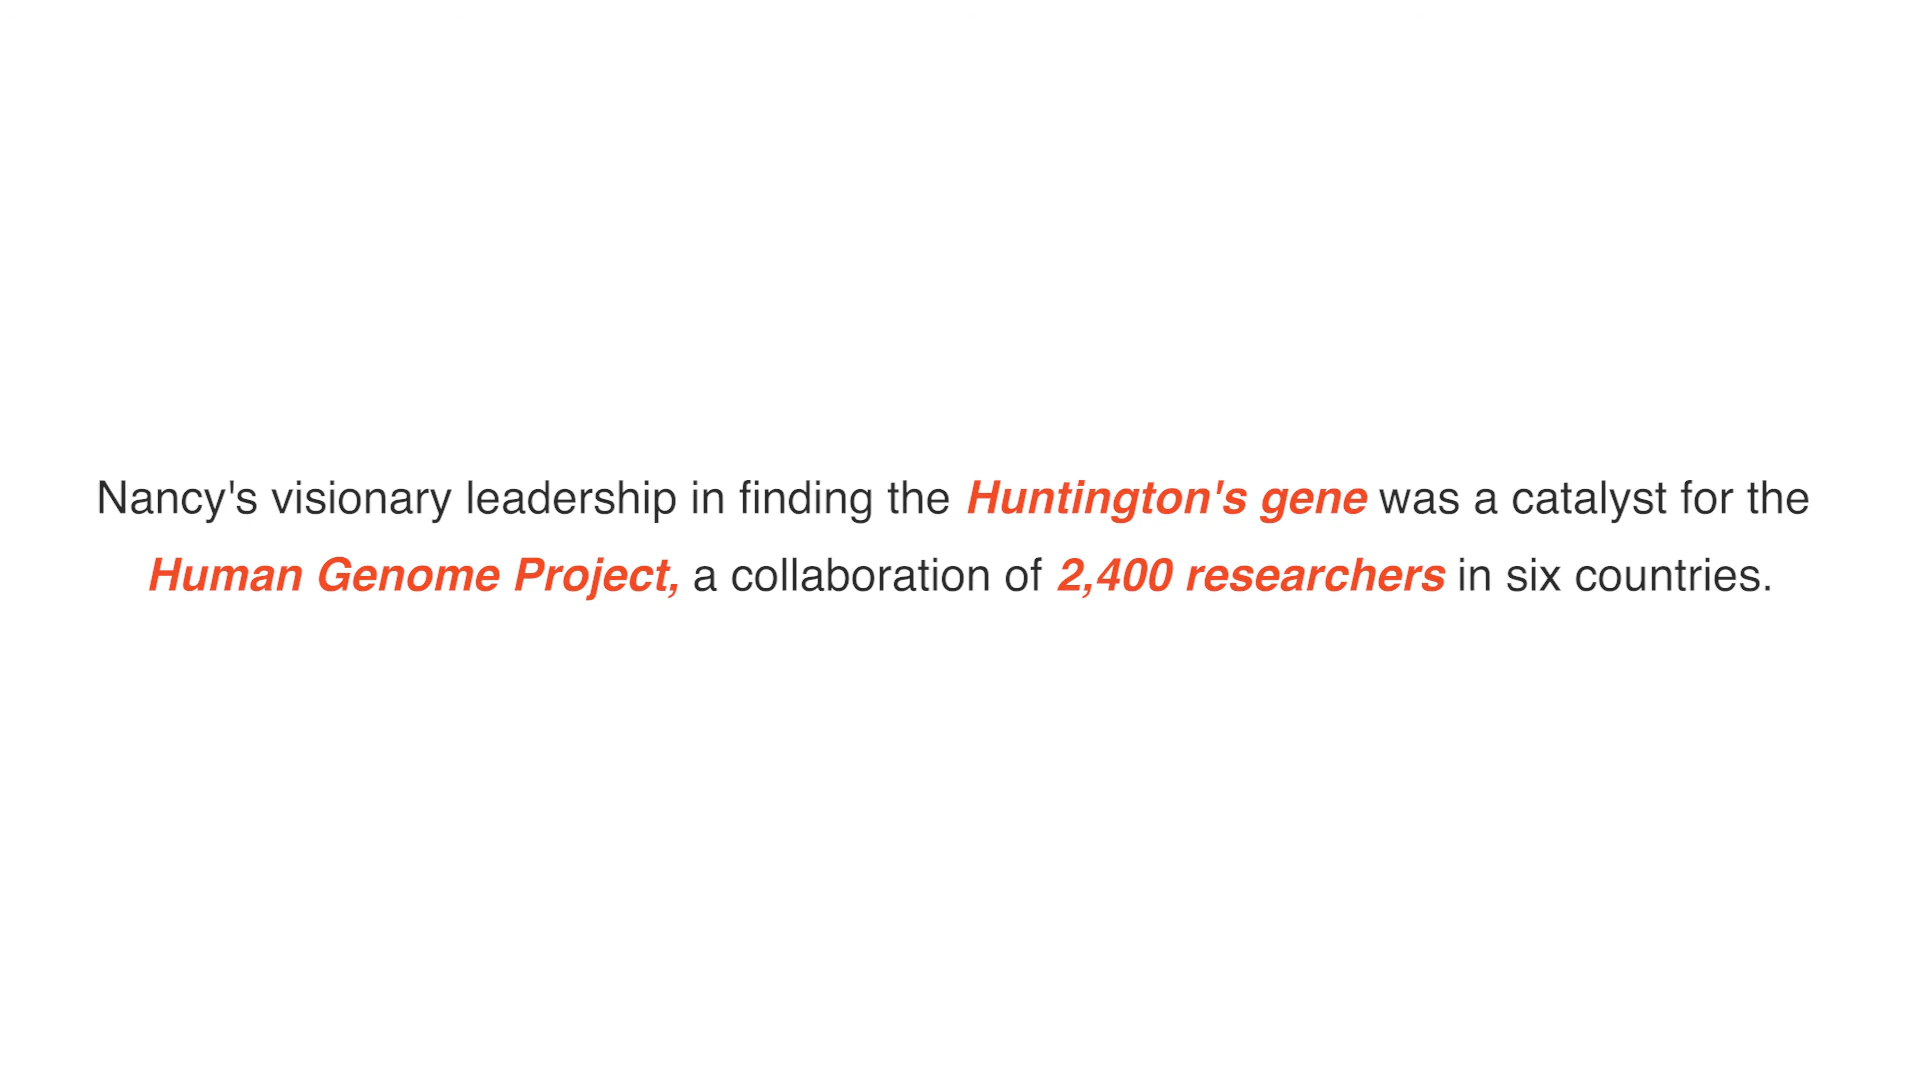 Nancy's visionary leadership in finding the Huntington's gene was a catalyst for the
Human Genome Project, a collaboration of 2,400 researchers in six countries.